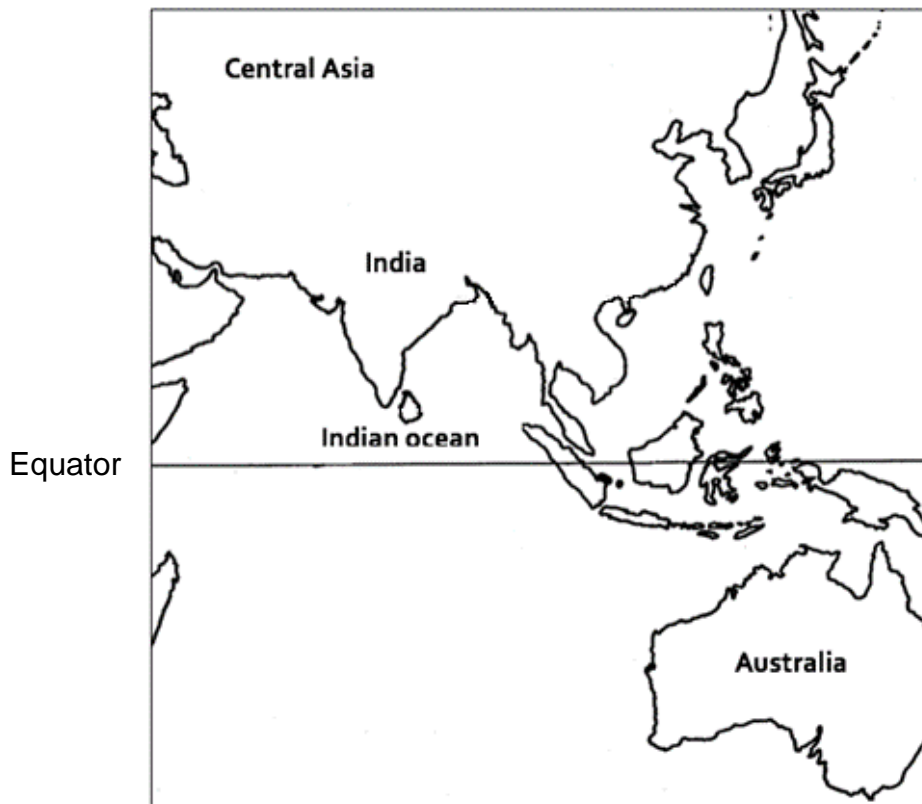 Central Asia
India
Indian ocean
Equator
Australia